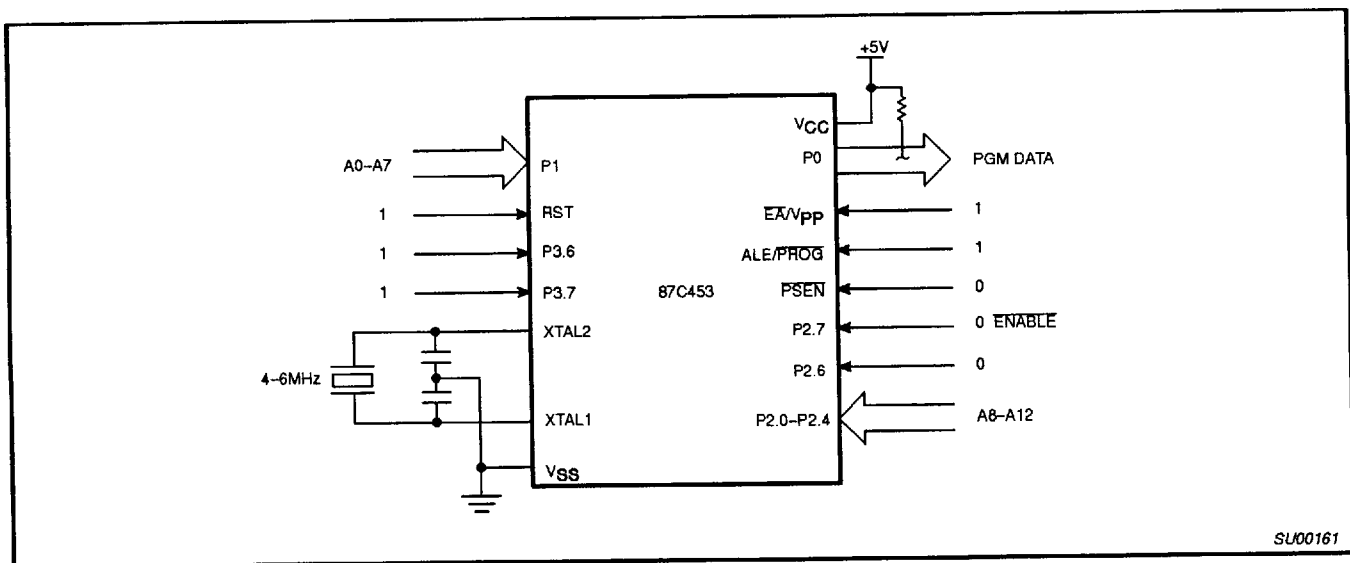 +5V
VCC
P0
PGM DATA
A0–A7
P1
1
RST
EA/VPP
1
1
P3.6
ALE/PROG
1
1
P3.7
87C453
PSEN
0
XTAL2
P2.7
0 ENABLE
4–6MHz
P2.6
0
XTAL1
P2.0–P2.4
A8–A12
VSS
SU00161